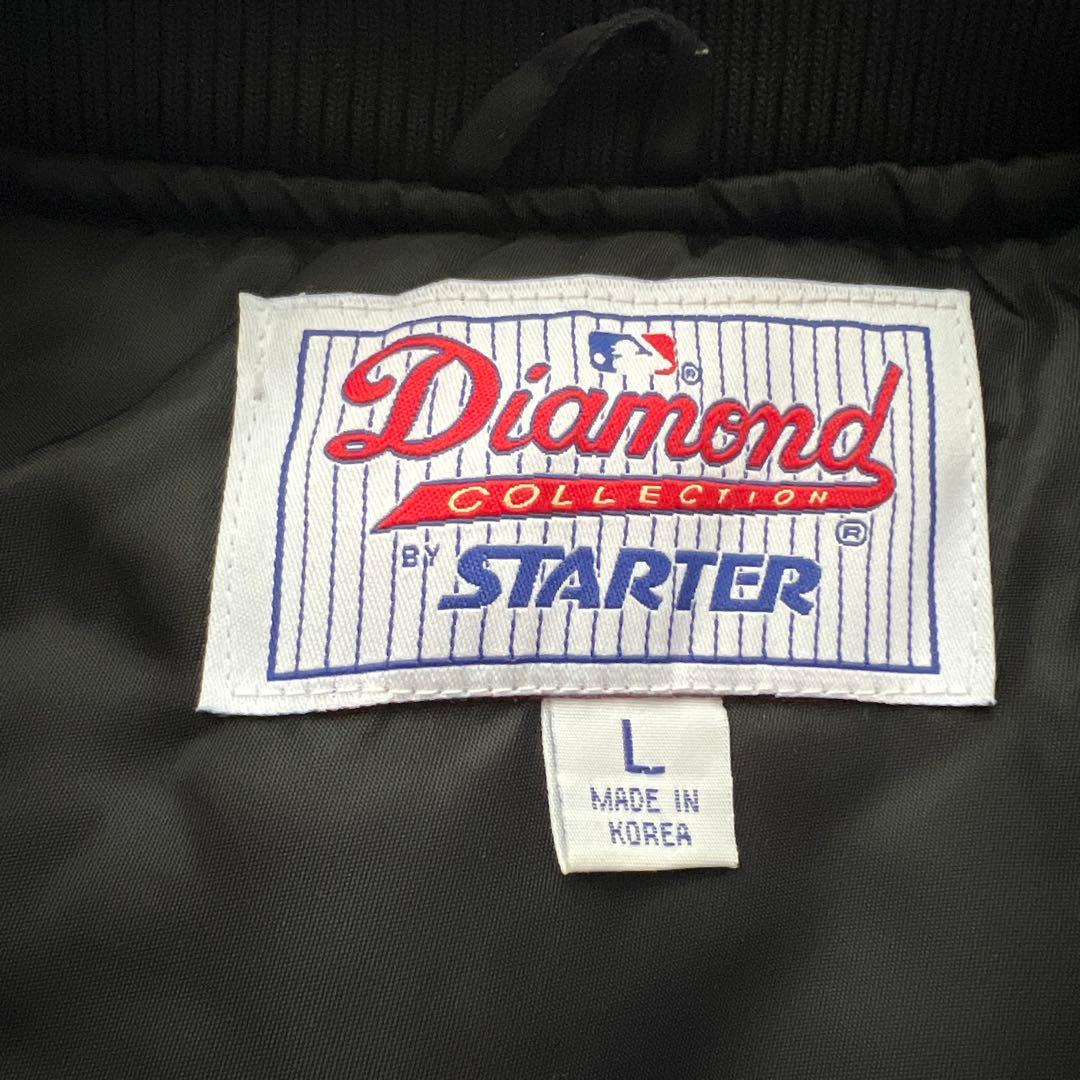 ®
Diamond
COLLECTION
BY STARTER®
L
MADE IN
KOREA